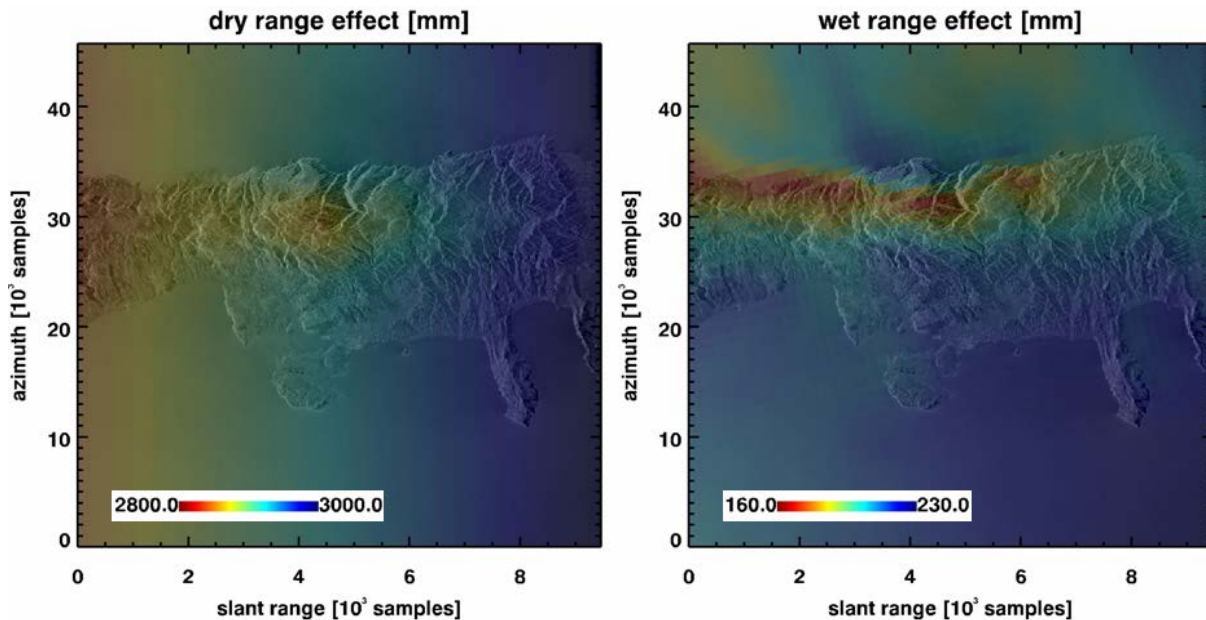 dry range effect [mm]
azimuth [10³ samples]
40
30
20
10
0
2800.0
3000.0
0 2 4 6 8
slant range [10³ samples]
wet range effect [mm]
azimuth [10³ samples]
40
30
20
10
0
160.0
230.0
0 2 4 6 8
slant range [10³ samples]